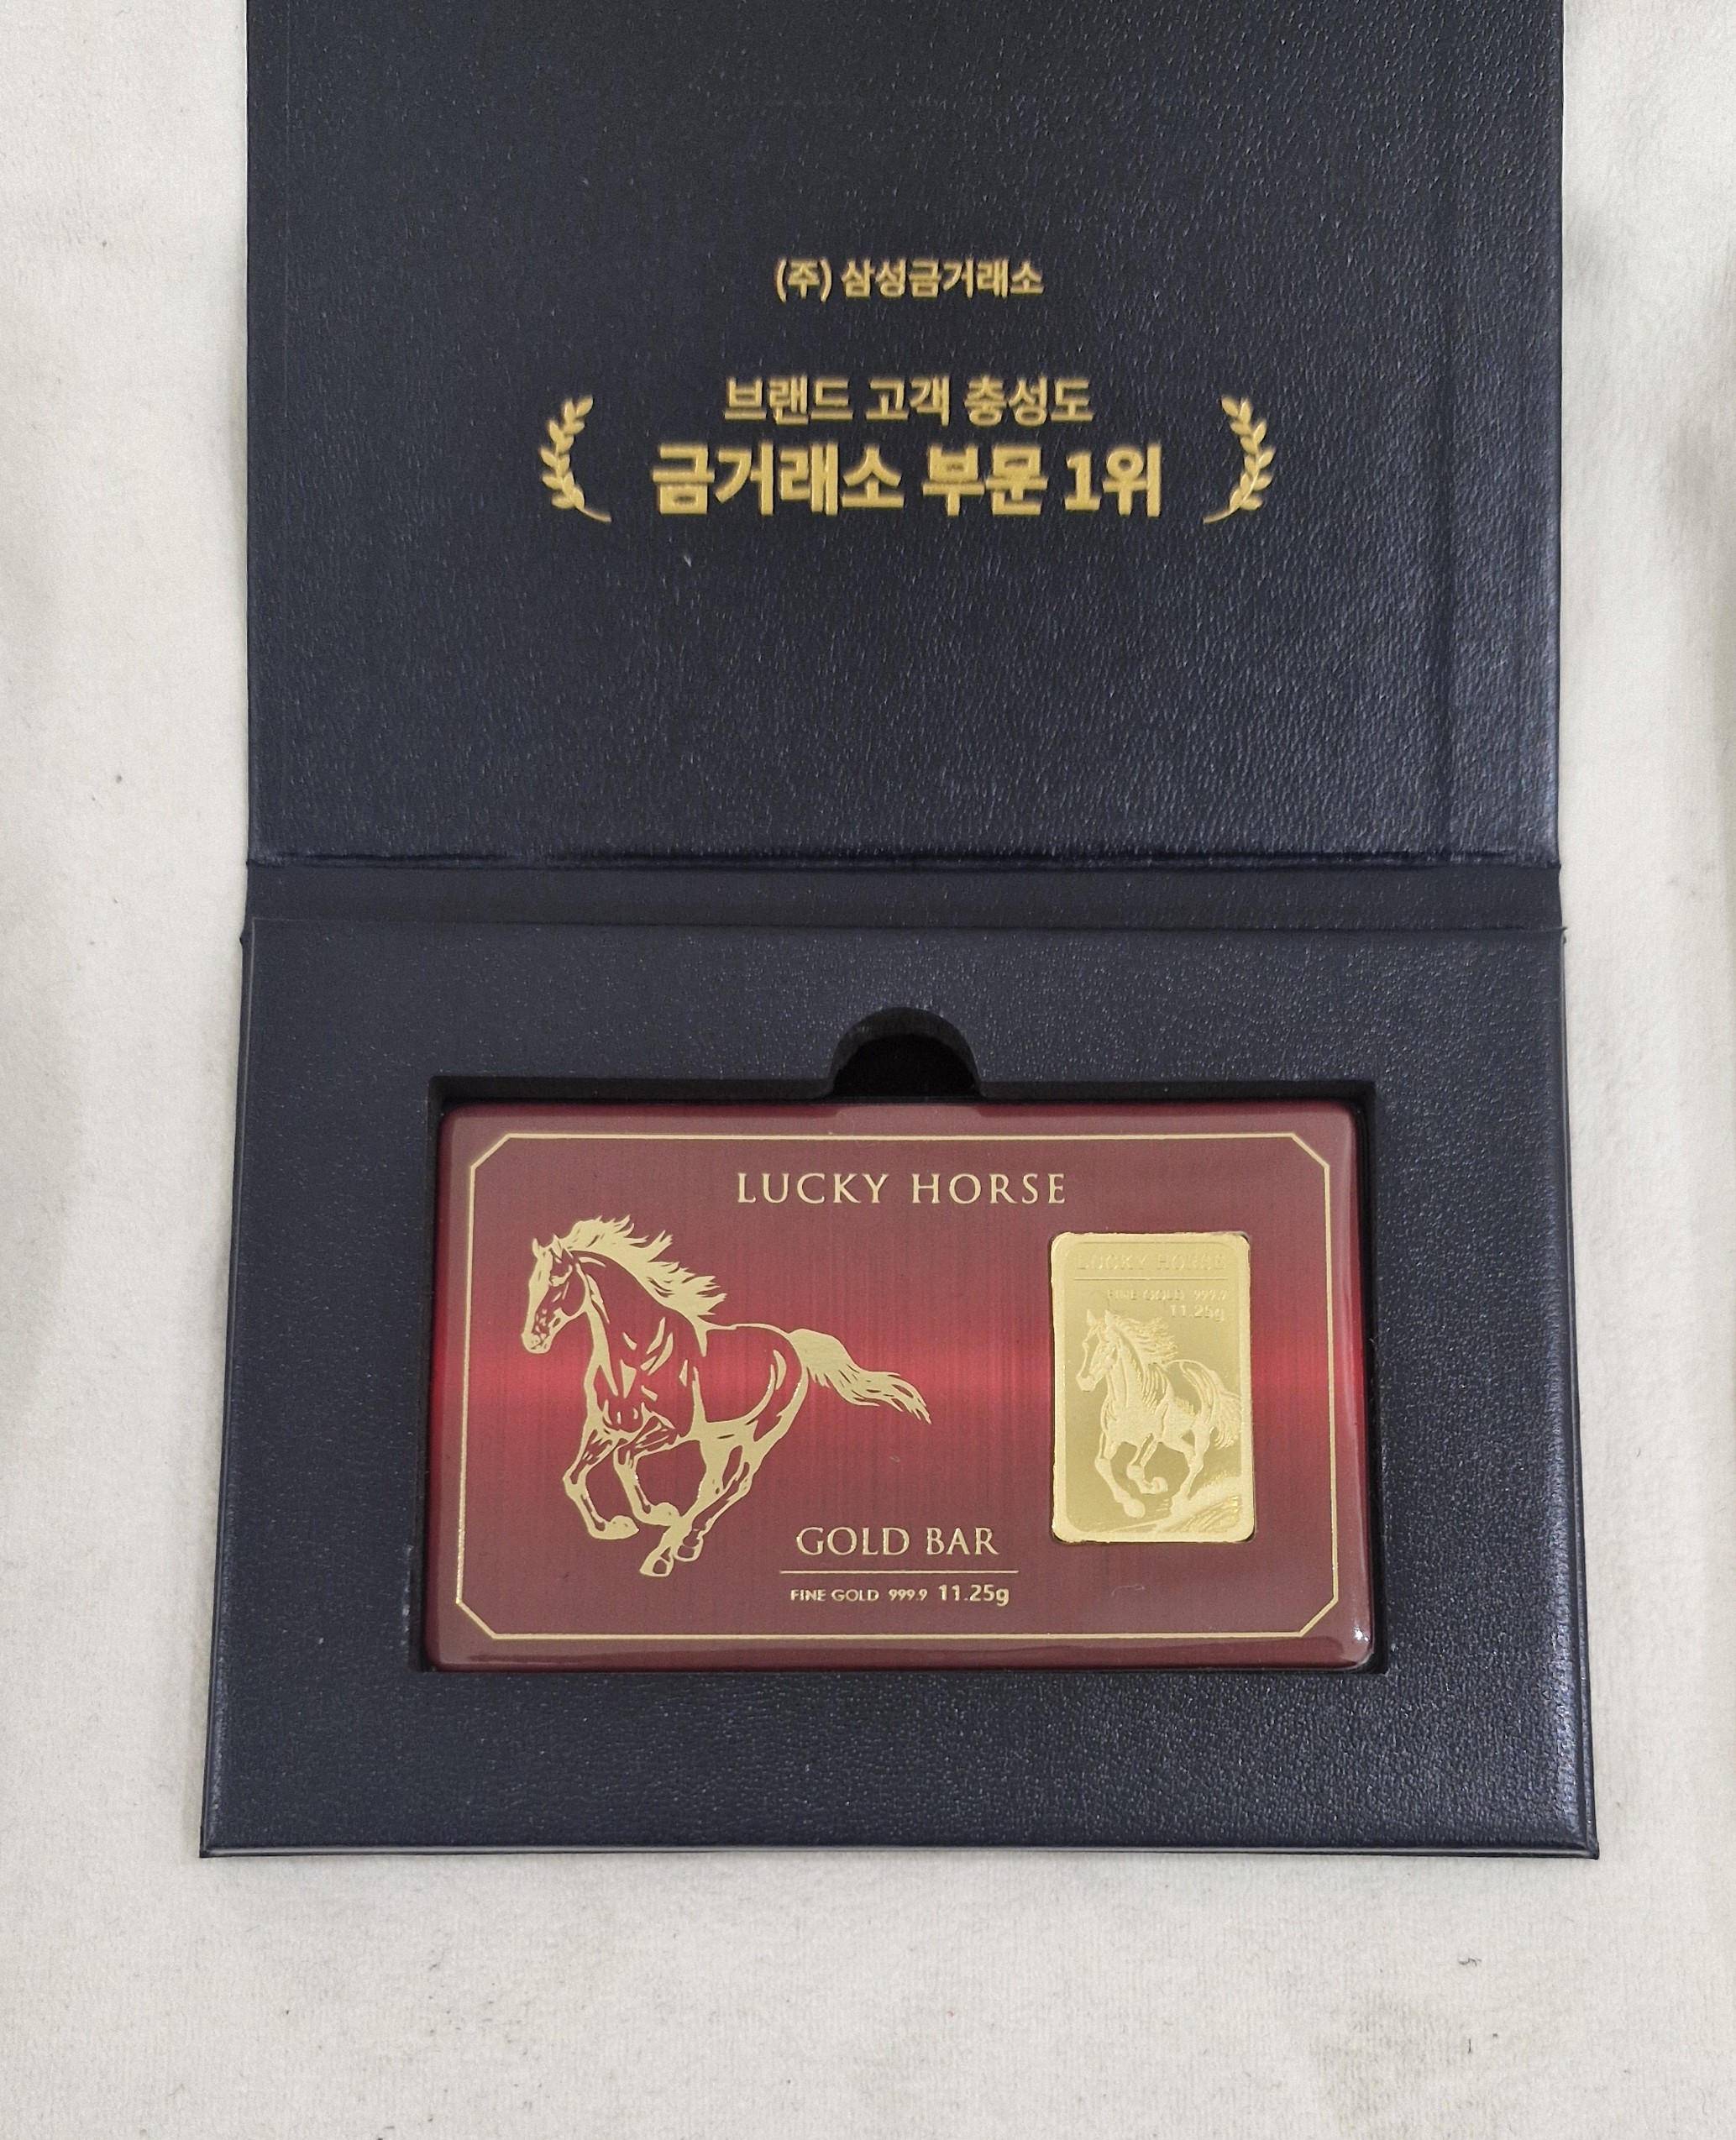 (주) 삼성금거래소
브랜드 고객 충성도
금거래소 부문 1위
LUCKY HORSE
LUCKY HORSE
FINE GOLD 999.9
11.25g
GOLD BAR
FINE GOLD 999.9 11.25g